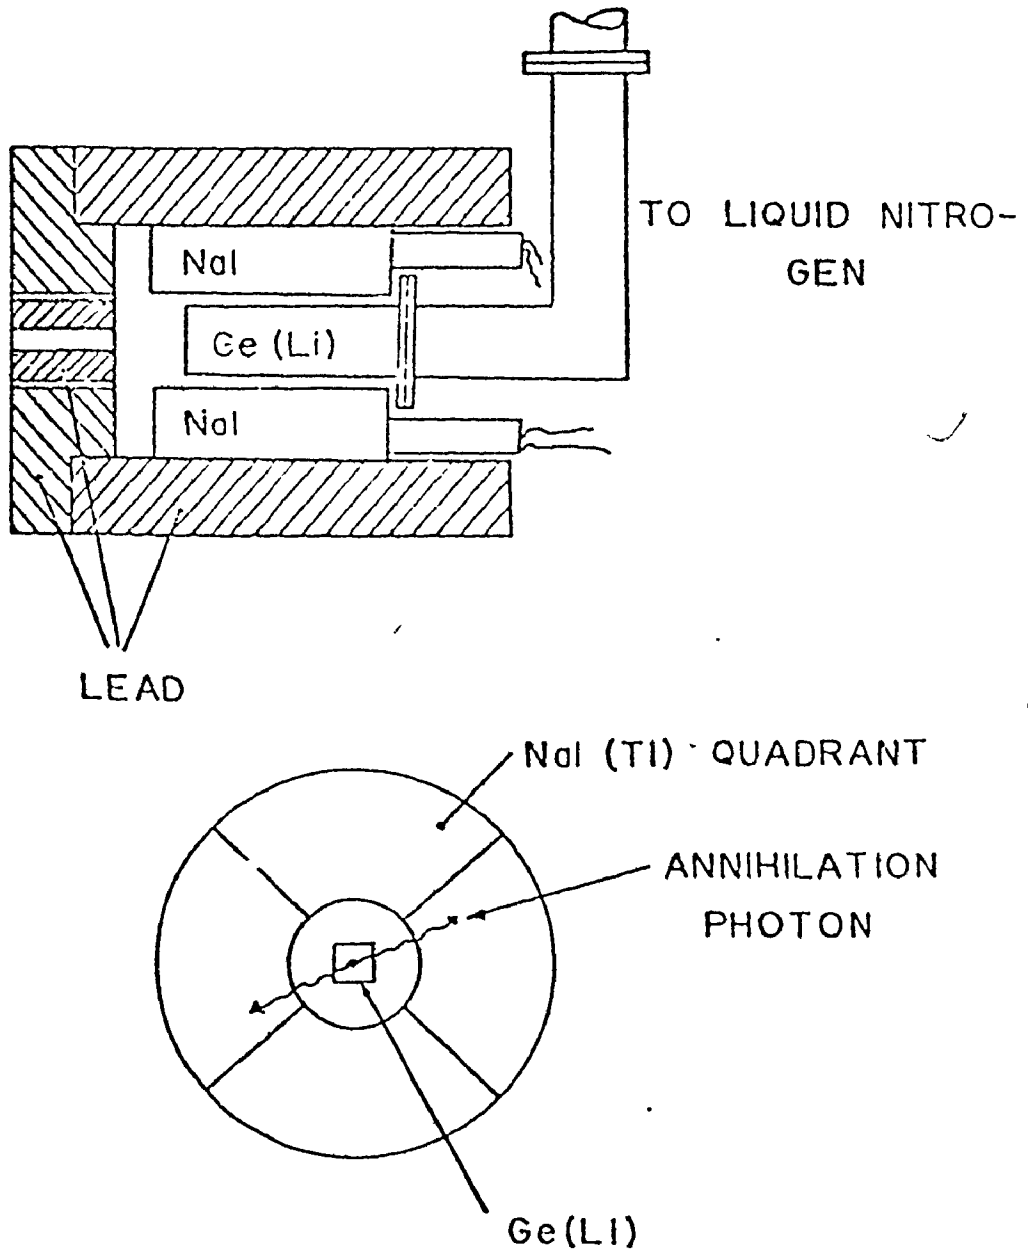 TO LIQUID NITRO-
GEN
NaI
Ge (Li)
NaI
LEAD
NaI (Tl) QUADRANT
ANNIHILATION
PHOTON
Ge(LI)